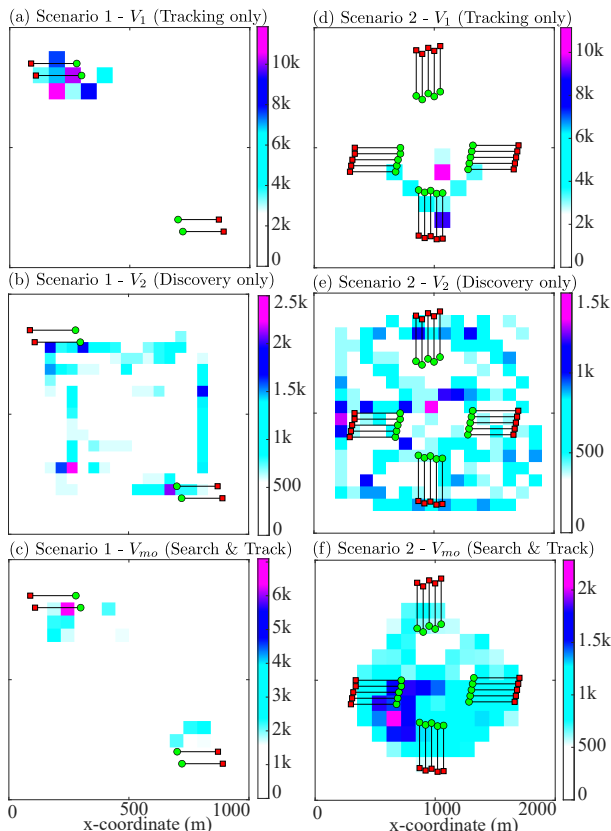 (a) Scenario 1 - V1 (Tracking only)
10k
8k
6k
4k
2k
0
(d) Scenario 2 - V1 (Tracking only)
10k
8k
6k
4k
2k
0
(b) Scenario 1 - V2 (Discovery only)
2.5k
2k
1.5k
1k
500
0
(e) Scenario 2 - V2 (Discovery only)
1.5k
1k
500
0
(c) Scenario 1 - Vmo (Search & Track)
6k
5k
4k
3k
2k
1k
0
0 500 1000
x-coordinate (m)
(f) Scenario 2 - Vmo (Search & Track)
2k
1.5k
1k
500
0
0 1000 2000
x-coordinate (m)